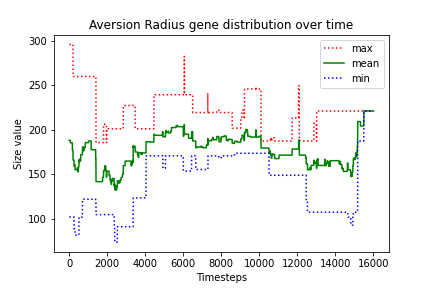 Aversion Radius gene distribution over time
300
250
200
150
100
Size value
max
mean
min
0 2000 4000 6000 8000 10000 12000 14000 16000
Timesteps